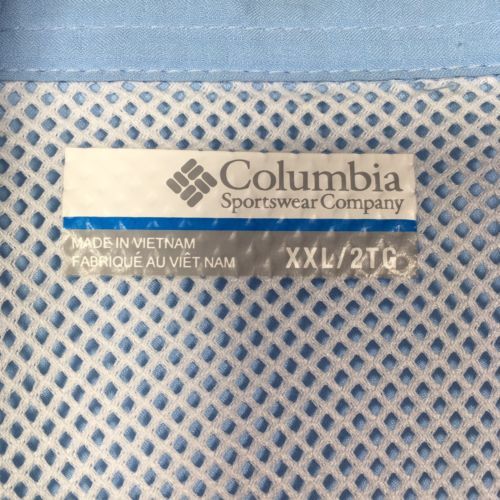 Columbia
Sportswear Company
MADE IN VIETNAM
FABRIQUÉ AU VIÊT NAM
XXL/2TG